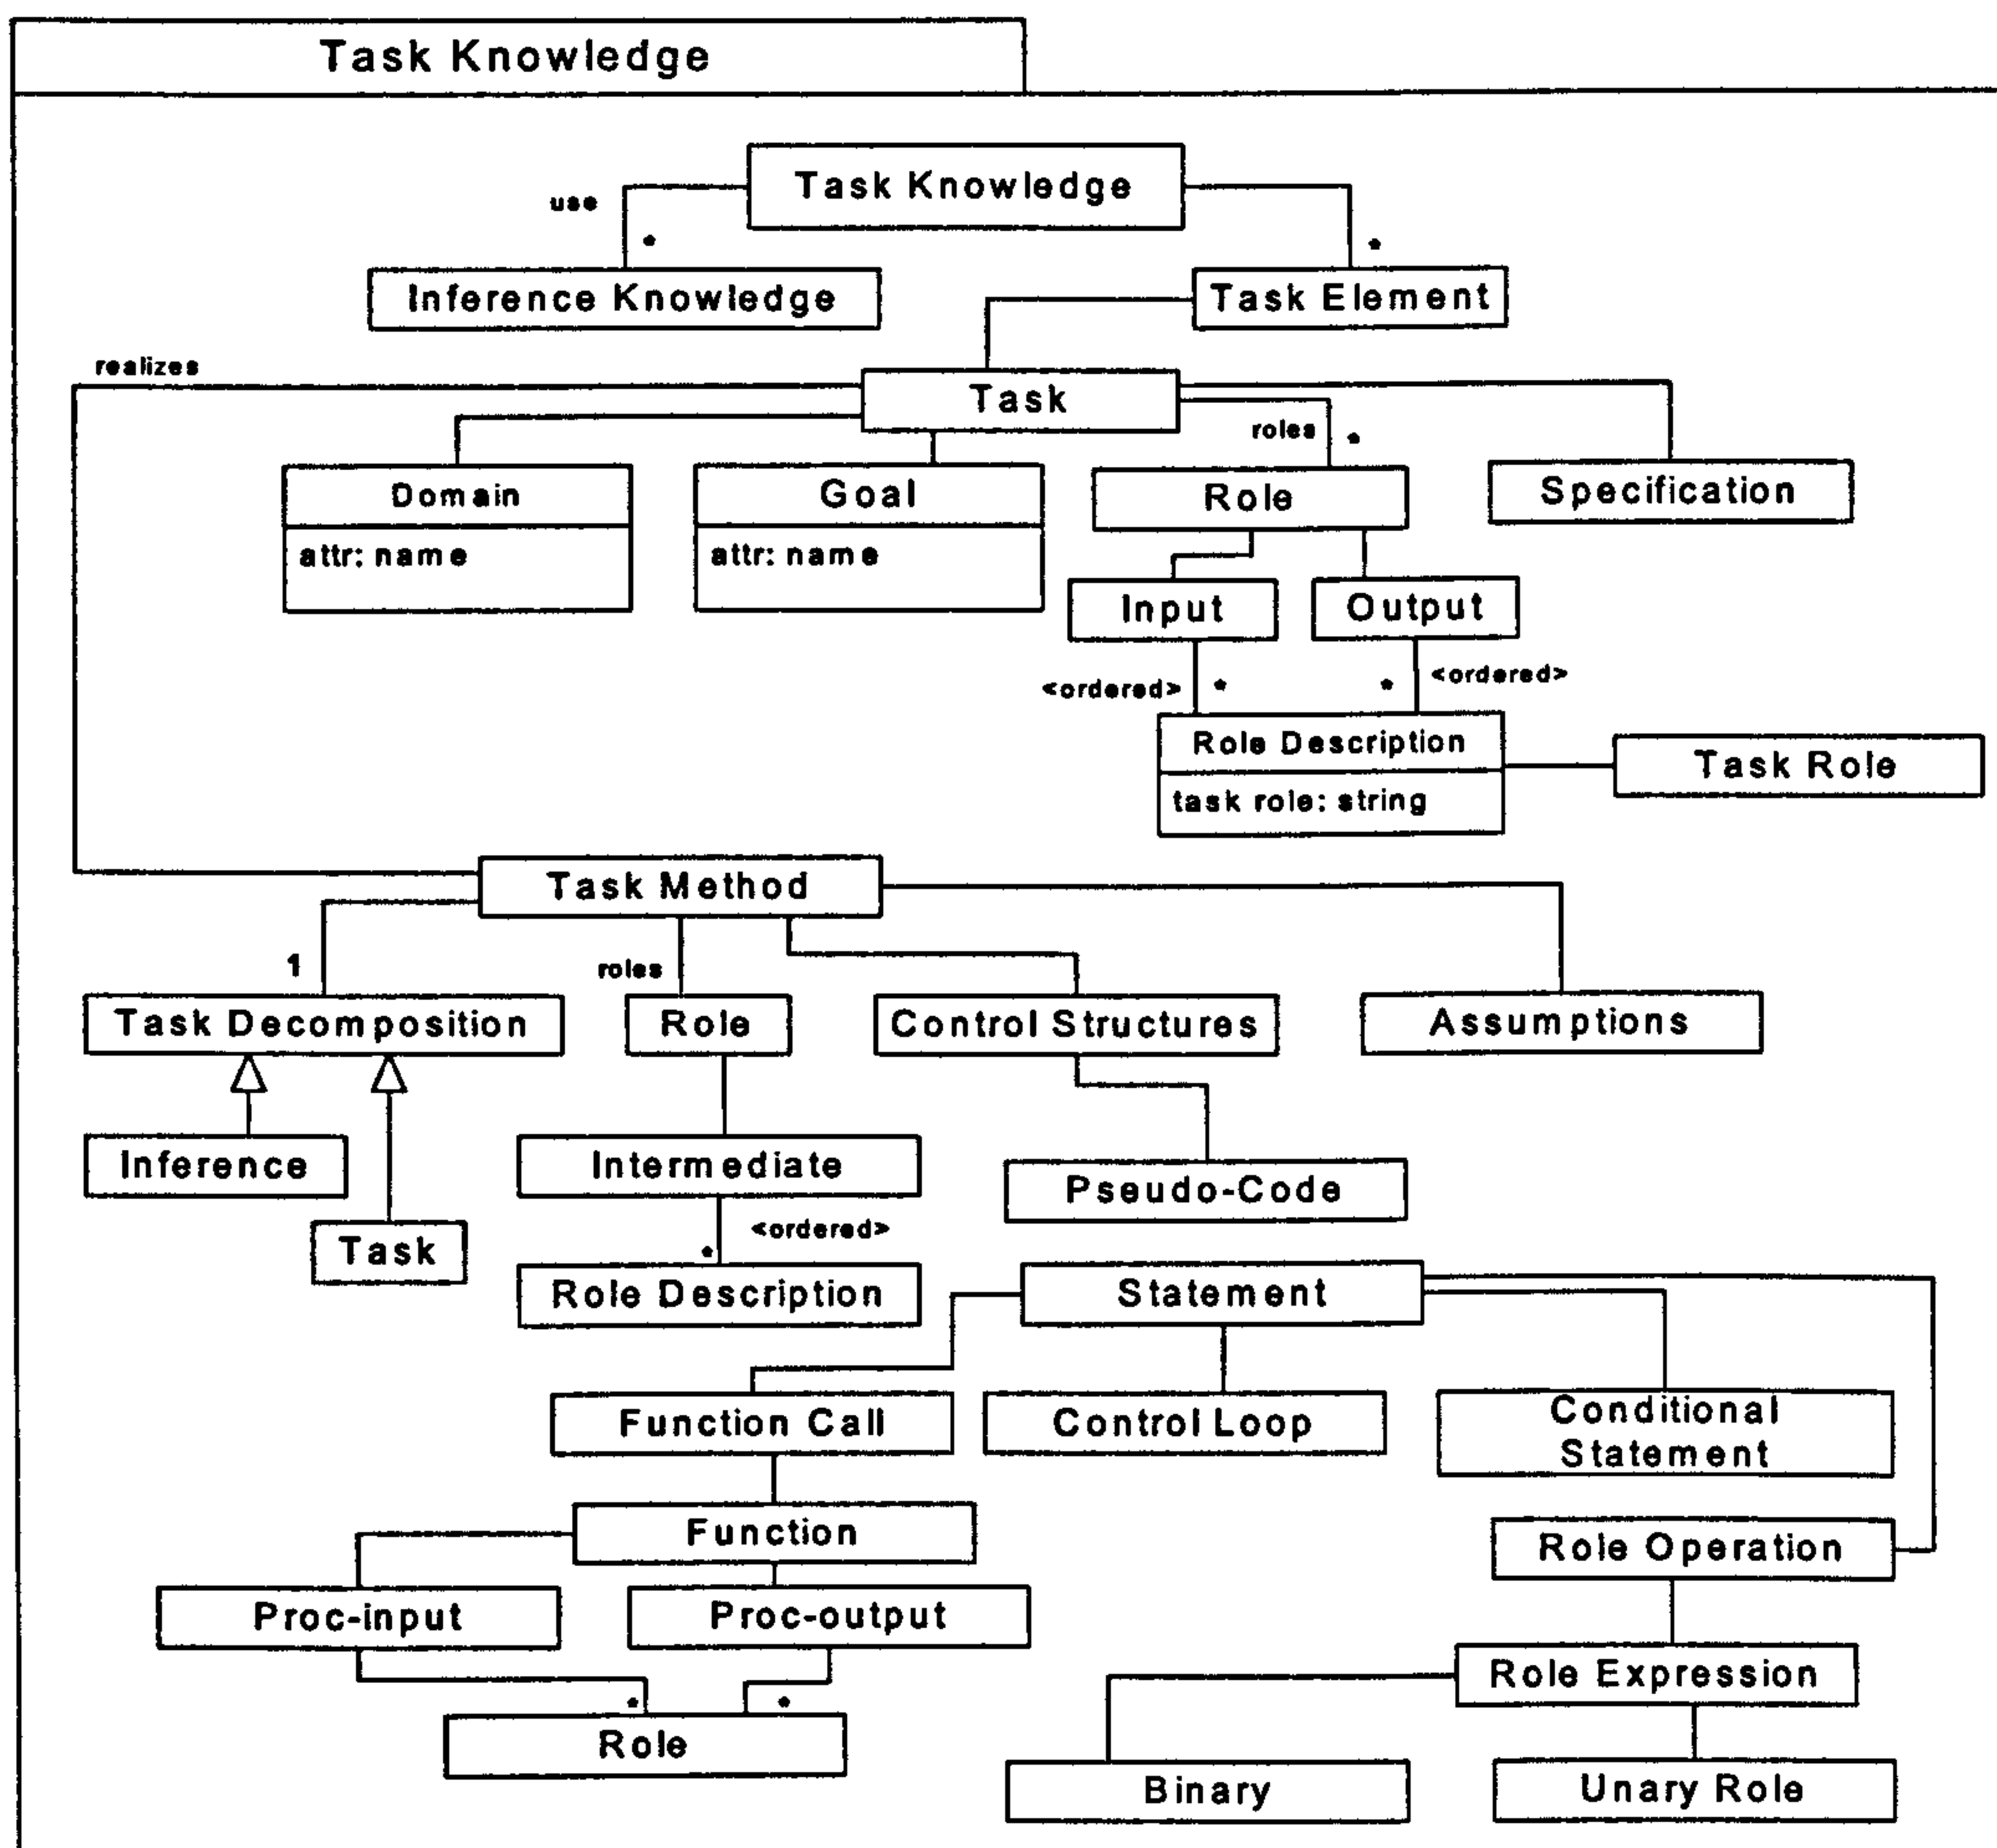 Task Knowledge
Task Knowledge
use
*
*
Inference Knowledge
Task Element
realizes
Task
roles
*
Domain
attr: name
Goal
attr: name
Role
Specification
Input
Output
<ordered>
*
*
<ordered>
Role Description
task role: string
Task Role
Task Method
1
roles
Task Decomposition
Role
Control Structures
Assumptions
Inference
Intermediate
Pseudo-Code
Task
<ordered>
*
Role Description
Statement
Function Call
Control Loop
Conditional
Statement
Function
Role Operation
Proc-input
Proc-output
Role Expression
*
*
Role
Binary
Unary Role